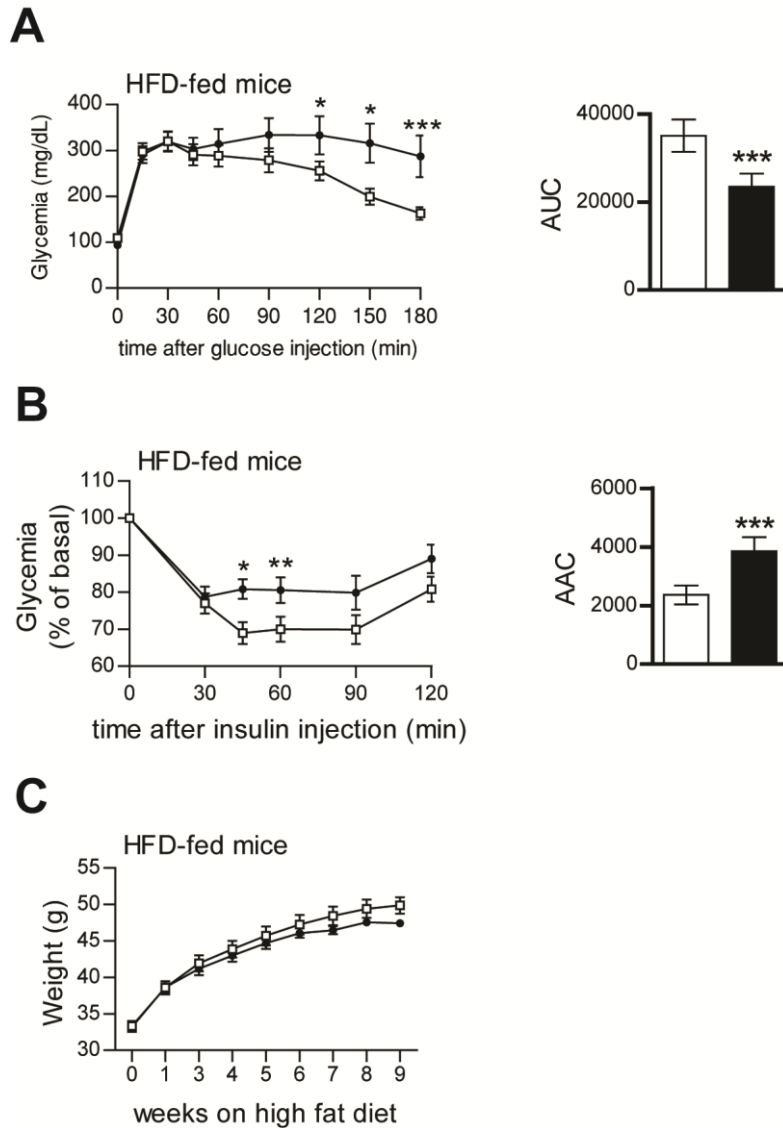 A
HFD-fed mice
Glycemia (mg/dL)
400
300
200
100
0
* * ***
0 30 60 90 120 150 180
time after glucose injection (min)
AUC
40000
20000
0
***
B
HFD-fed mice
Glycemia
(% of basal)
110
100
90
80
70
60
* **
0 30 60 90 120
time after insulin injection (min)
AAC
6000
4000
2000
0
***
C
HFD-fed mice
Weight (g)
55
50
45
40
35
30
0 1 3 4 5 6 7 8 9
weeks on high fat diet